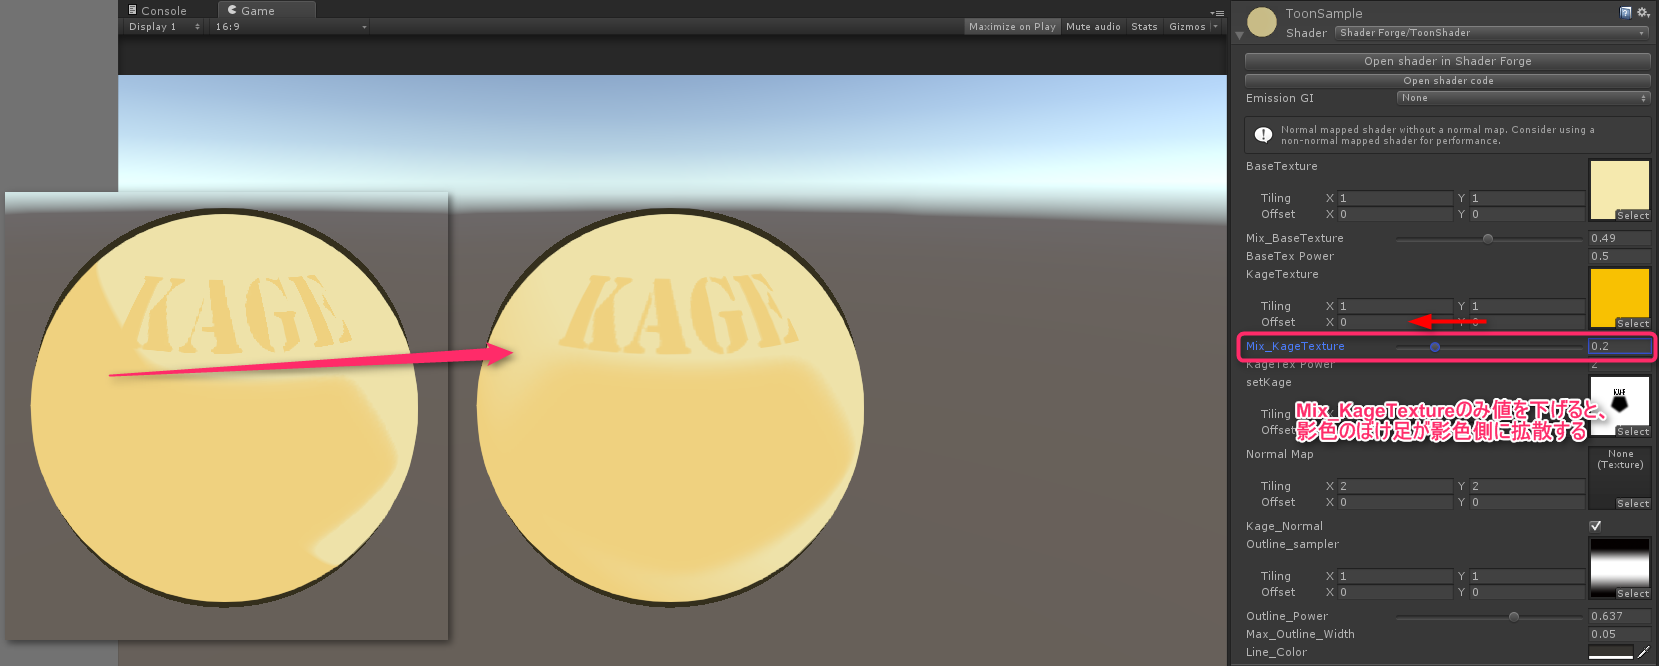 Console
Game
Display 1
16:9
Maximize on Play
Mute audio
Stats
Gizmos
KAGE
KAGE
ToonSample
Shader
Shader Forge/ToonShader
Open shader in Shader Forge
Open shader code
Emission GI
None
Normal mapped shader without a normal map. Consider using a
non-normal mapped shader for performance.
BaseTexture
Tiling X 1 Y 1
Offset X 0 Y 0
Select
Mix_BaseTexture 0.49
BaseTex Power 0.5
KageTexture
Tiling X 1 Y 1
Offset X 0 Y 0
Select
Mix_KageTexture 0.2
KageTex Power 2
setKage
KAGE
Tiling
Mix_KageTextureのみ値を下げると、
Offset
影色のぼけ足が影色側に拡散する
Select
Normal Map
None
(Texture)
Tiling X 2 Y 2
Offset X 0 Y 0
Select
Kage_Normal
Outline_sampler
Tiling X 1 Y 1
Offset X 0 Y 0
Select
Outline_Power 0.637
Max_Outline_Width 0.05
Line_Color